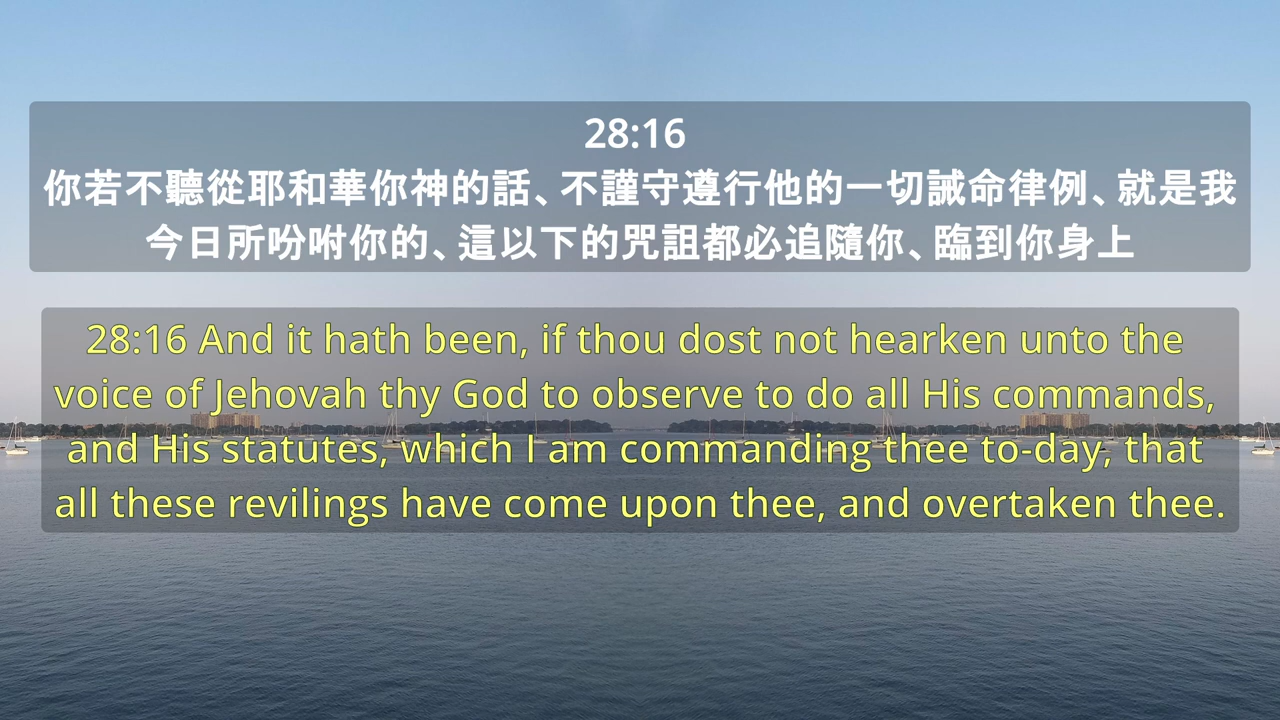 28:16
你若不聽從耶和華你神的話、不謹守遵行他的一切誡命律例、就是我
今日所吩咐你的、這以下的咒詛都必追隨你、臨到你身上
28:16 And it hath been, if thou dost not hearken unto the
voice of Jehovah thy God to observe to do all His commands,
and His statutes, which I am commanding thee to-day, that
all these revilings have come upon thee, and overtaken thee.